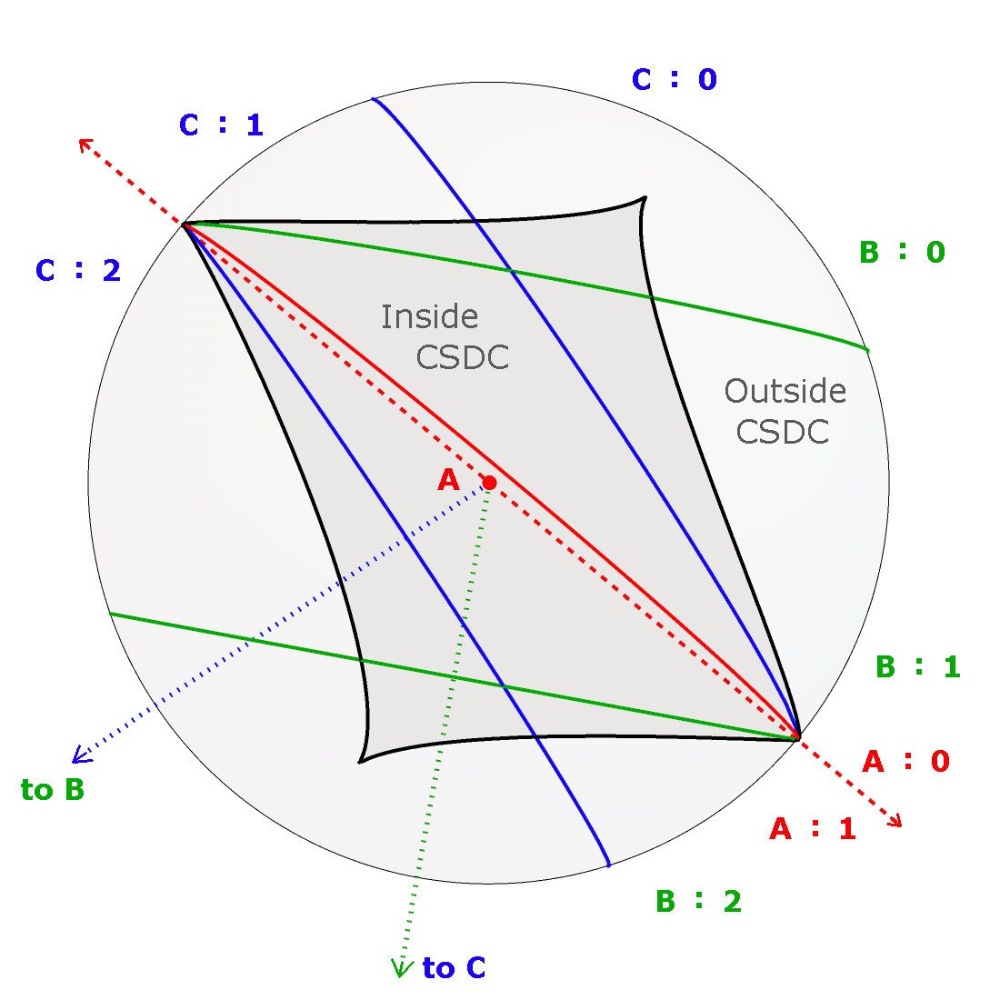 C : 0
C : 1
B : 0
C : 2
Inside
CSDC
Outside
CSDC
A
B : 1
A : 0
to B
A : 1
B : 2
to C